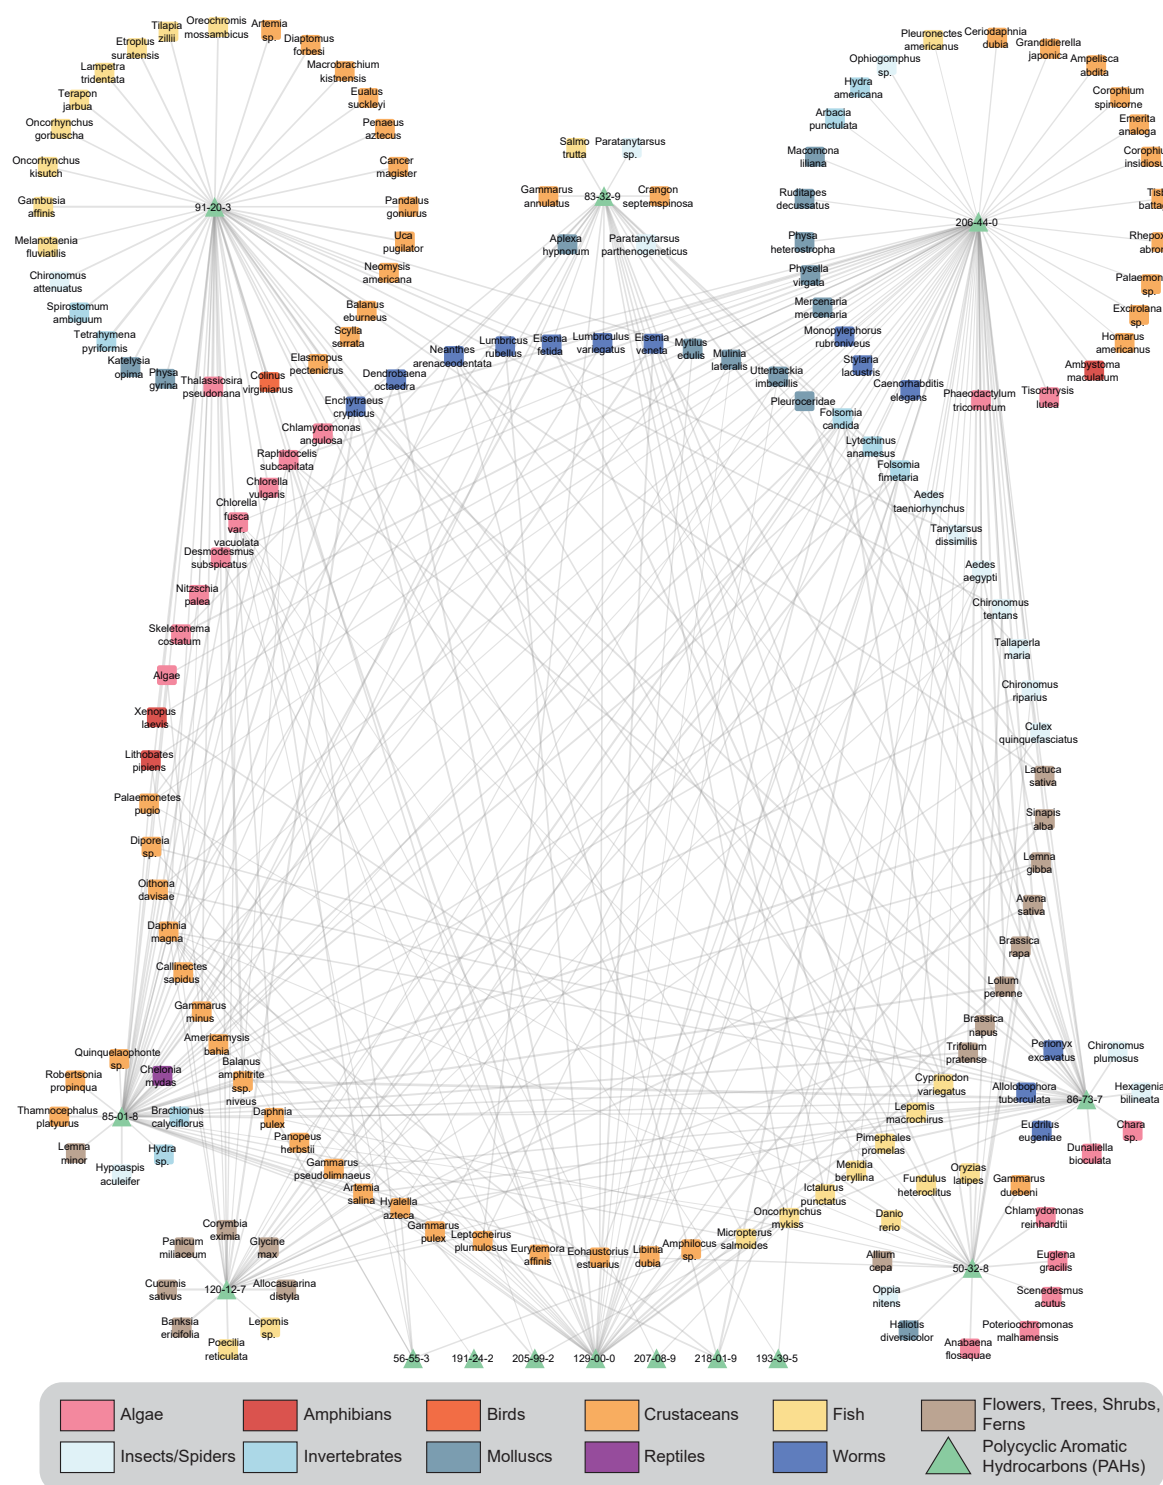 Oreochromis
mossambicus
Tilapia
zillii
Artemia
sp.
Etroplus
suratensis
Diaptomus
forbesi
Lampetra
tridentata
Macrobrachium
kistnensis
Terapon
jarbua
Eualus
suckleyi
Oncorhynchus
gorbuscha
Penaeus
aztecus
Oncorhynchus
kisutch
Cancer
magister
Gambusia
affinis
91-20-3
Pandalus
goniurus
Melanotaenia
fluviatilis
Uca
pugilator
Chironomus
attenuatus
Neomysis
americana
Spirostomum
ambiguum
Balanus
eburneus
Tetrahymena
pyriformis
Scylla
serrata
Katelysia
opima
Physa
gyrina
Thalassiosira
pseudonana
Colinus
virginianus
Elasmopus
pectenicrus
Salmo
trutta
Paratanytarsus
sp.
Gammarus
annulatus
83-32-9
Crangon
septemspinosa
Aplexa
hypnorum
Paratanytarsus
parthenogeneticus
Pleuronectes
americanus
Ceriodaphnia
dubia
Ophiogomphus
sp.
Grandidierella
japonica
Hydra
americana
Ampelisca
abdita
Arbacia
punctulata
Corophium
spinicorne
Emerita
analoga
Macomona
liliana
Corophiu
insidiosu
Ruditapes
decussatus
Tisb
batta
Physa
heterostropha
206-44-0
Rhepox
abron
Physella
virgata
Palaemon
sp.
Mercenaria
mercenaria
Excirolana
sp.
Monopylephorus
rubroniveus
Homarus
americanus
Stylaria
lacustris
Ambystoma
maculatum
Caenorhabditis
elegans
Phaeodactylum
tricornutum
Tisochrysis
lutea
Dendrobaena
octaedra
Neanthes
arenaceodentata
Lumbricus
rubellus
Eisenia
fetida
Lumbriculus
variegatus
Eisenia
veneta
Mytilus
edulis
Mulinia
lateralis
Utterbackia
imbecillis
Pleuroceridae
Enchytraeus
crypticus
Folsomia
candida
Chlamydomonas
angulosa
Lytechinus
anamesus
Raphidocelis
subcapitata
Folsomia
fimetaria
Chlorella
vulgaris
Aedes
taeniorhynchus
Chlorella
fusca
var.
vacuolata
Tanytarsus
dissimilis
Desmodesmus
subspicatus
Aedes
aegypti
Nitzschia
palea
Chironomus
tentans
Skeletonema
costatum
Tallaperla
maria
Algae
Chironomus
riparius
Xenopus
laevis
Culex
quinquefasciatus
Lithobates
pipiens
Lactuca
sativa
Palaemonetes
pugio
Sinapis
alba
Diporeia
sp.
Lemna
gibba
Oithona
davisae
Avena
sativa
Daphnia
magna
Brassica
rapa
Callinectes
sapidus
Lolium
perenne
Gammarus
minus
Brassica
napus
Americamysis
bahia
Trifolium
pratense
Balanus
amphitrite
ssp.
niveus
Cyprinodon
variegatus
Daphnia
pulex
Lepomis
macrochirus
Panopeus
herbstii
Pimephales
promelas
Gammarus
pseudolimnaeus
Menidia
beryllina
Artemia
salina
Ictalurus
punctatus
Hyalella
azteca
Oncorhynchus
mykiss
Gammarus
pulex
Micropterus
salmoides
Leptocheirus
plumulosus
Eurytemora
affinis
Eohaustorius
estuarius
Libinia
dubia
Amphilocus
sp.
Quinquelaophonte
sp.
Robertsonia
propinqua
Chelonia
mydas
Thamnocephalus
platyurus
85-01-8
Brachionus
calyciflorus
Lemna
minor
Hypoaspis
aculeifer
Hydra
sp.
Perionyx
excavatus
Chironomus
plumosus
Allolobophora
tuberculata
86-73-7
Hexagenia
bilineata
Eudrilus
eugeniae
Chara
sp.
Dunaliella
bioculata
Corymbia
eximia
Panicum
miliaceum
Glycine
max
Cucumis
sativus
120-12-7
Allocasuarina
distyla
Banksia
ericifolia
Lepomis
sp.
Poecilia
reticulata
Oryzias
latipes
Fundulus
heteroclitus
Gammarus
duebeni
Danio
rerio
Chlamydomonas
reinhardtii
Allium
cepa
50-32-8
Euglena
gracilis
Oppia
nitens
Scenedesmus
acutus
Haliotis
diversicolor
Poterioochromonas
malhamensis
Anabaena
flosaquae
56-55-3
191-24-2
205-99-2
129-00-0
207-08-9
218-01-9
193-39-5
Algae
Amphibians
Birds
Crustaceans
Fish
Flowers, Trees, Shrubs,
Ferns
Insects/Spiders
Invertebrates
Molluscs
Reptiles
Worms
Polycyclic Aromatic
Hydrocarbons (PAHs)